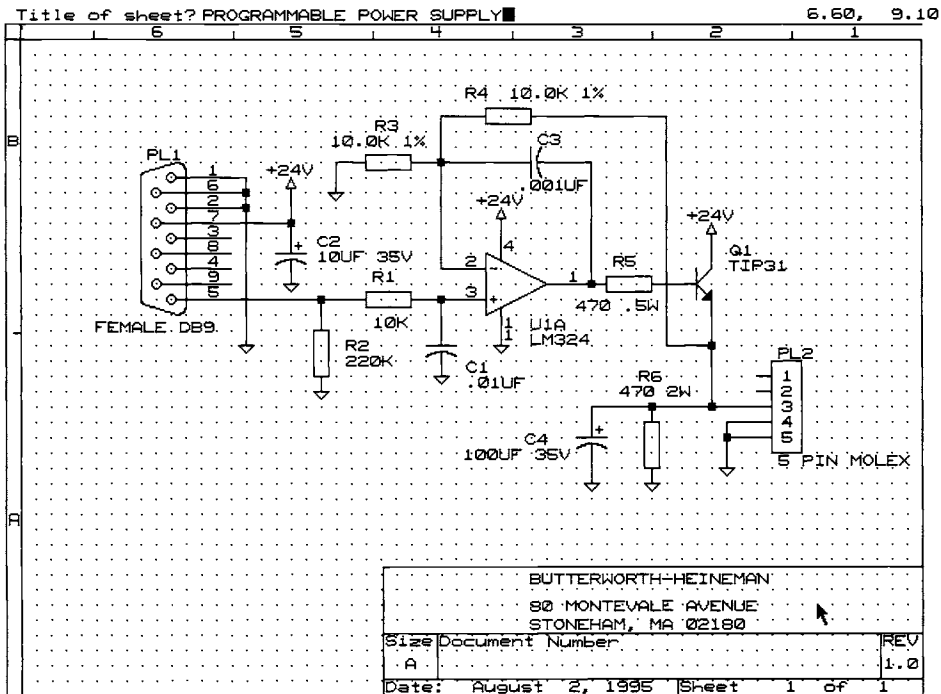 Title of sheet? PROGRAMMABLE POWER SUPPLY 6.60, 9.10
6 5 4 3 2 1
B
A
R4 10.0K 1%
R3
10.0K 1%
C3
.001UF
PL1
1
6
2
7
3
8
4
9
5
FEMALE DB9
+24V
C2
10UF 35V
R1
10K
R2
220K
C1
.01UF
+24V
4
2
3
-
+
1
1
1
U1A
LM324
R5
470 .5W
+24V
Q1
TIP31
R6
470 2W
C4
100UF 35V
+
+
PL2
1
2
3
4
5
5 PIN MOLEX
BUTTERWORTH-HEINEMAN
80 MONTEVALE AVENUE
STONEHAM, MA 02180
Size Document Number REV
A 1.0
Date: August 2, 1995 Sheet 1 of 1